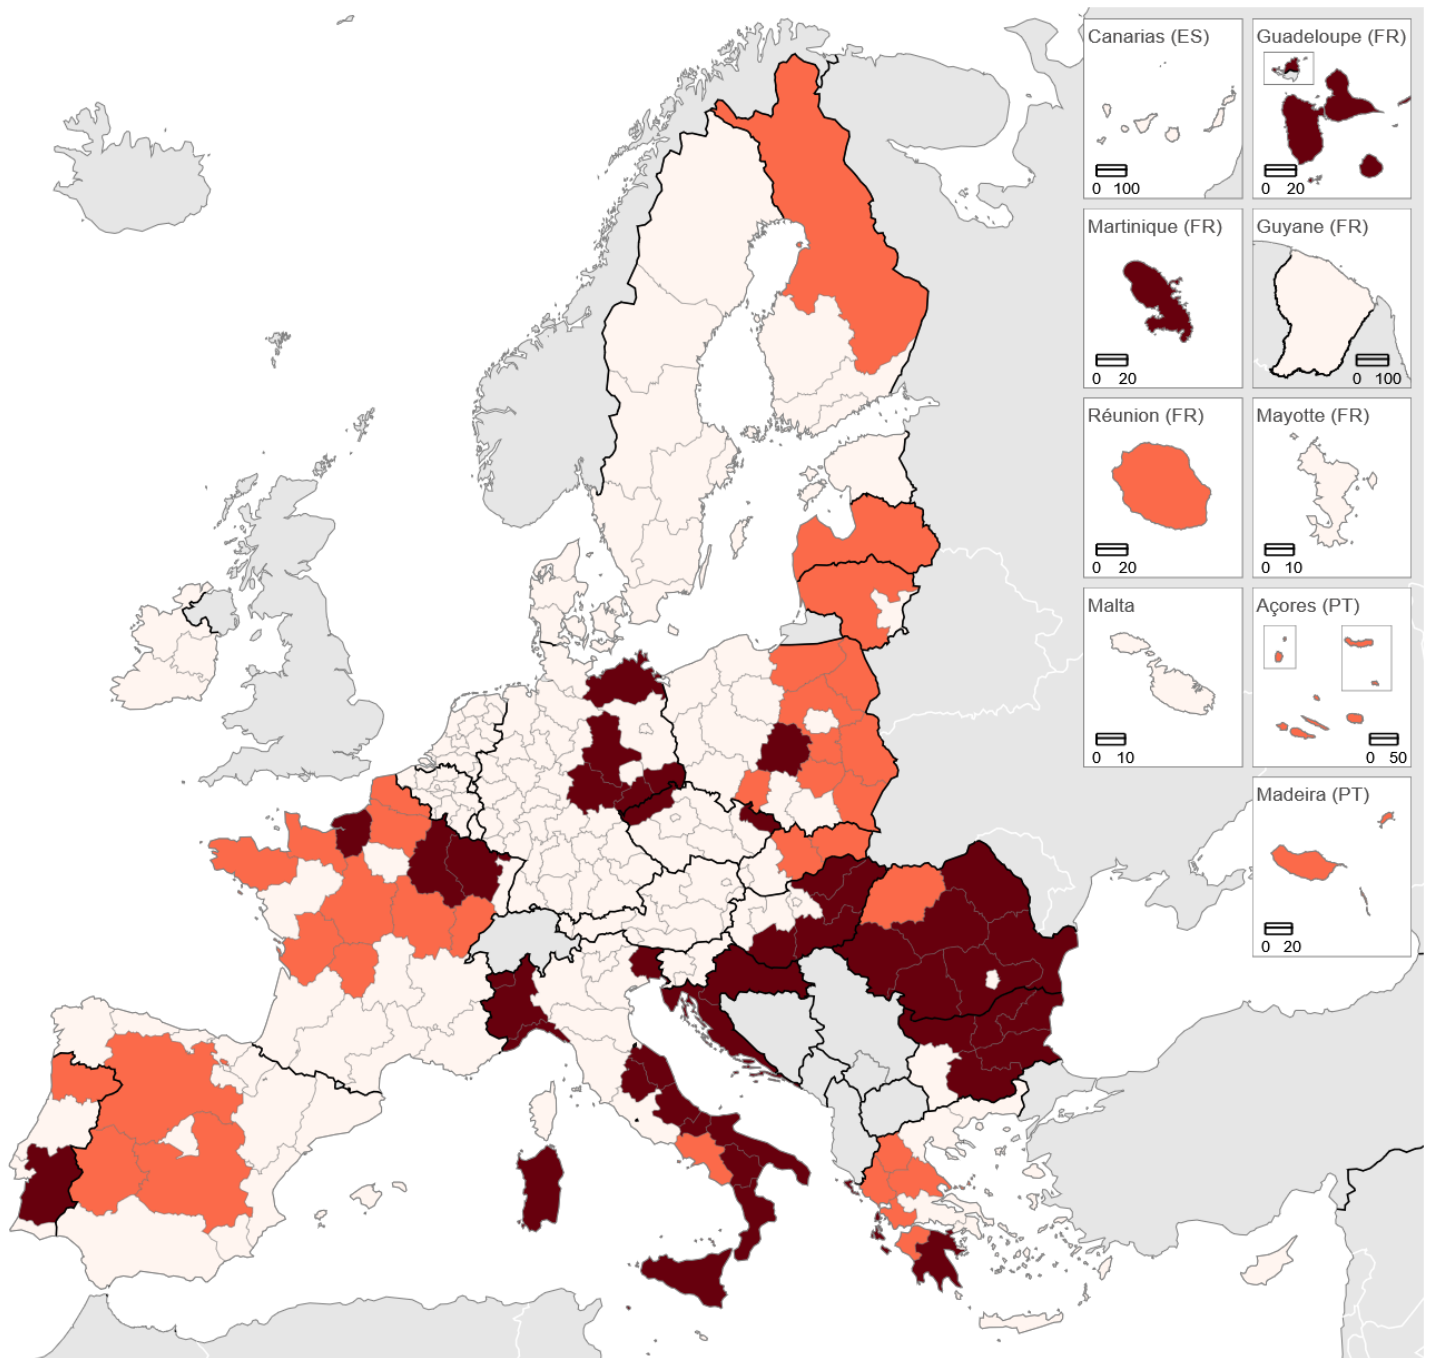 Canarias (ES)
0 100
Guadeloupe (FR)
0 20
Martinique (FR)
0 20
Guyane (FR)
0 100
Réunion (FR)
0 20
Mayotte (FR)
0 10
Malta
0 10
Açores (PT)
0 50
Madeira (PT)
0 20